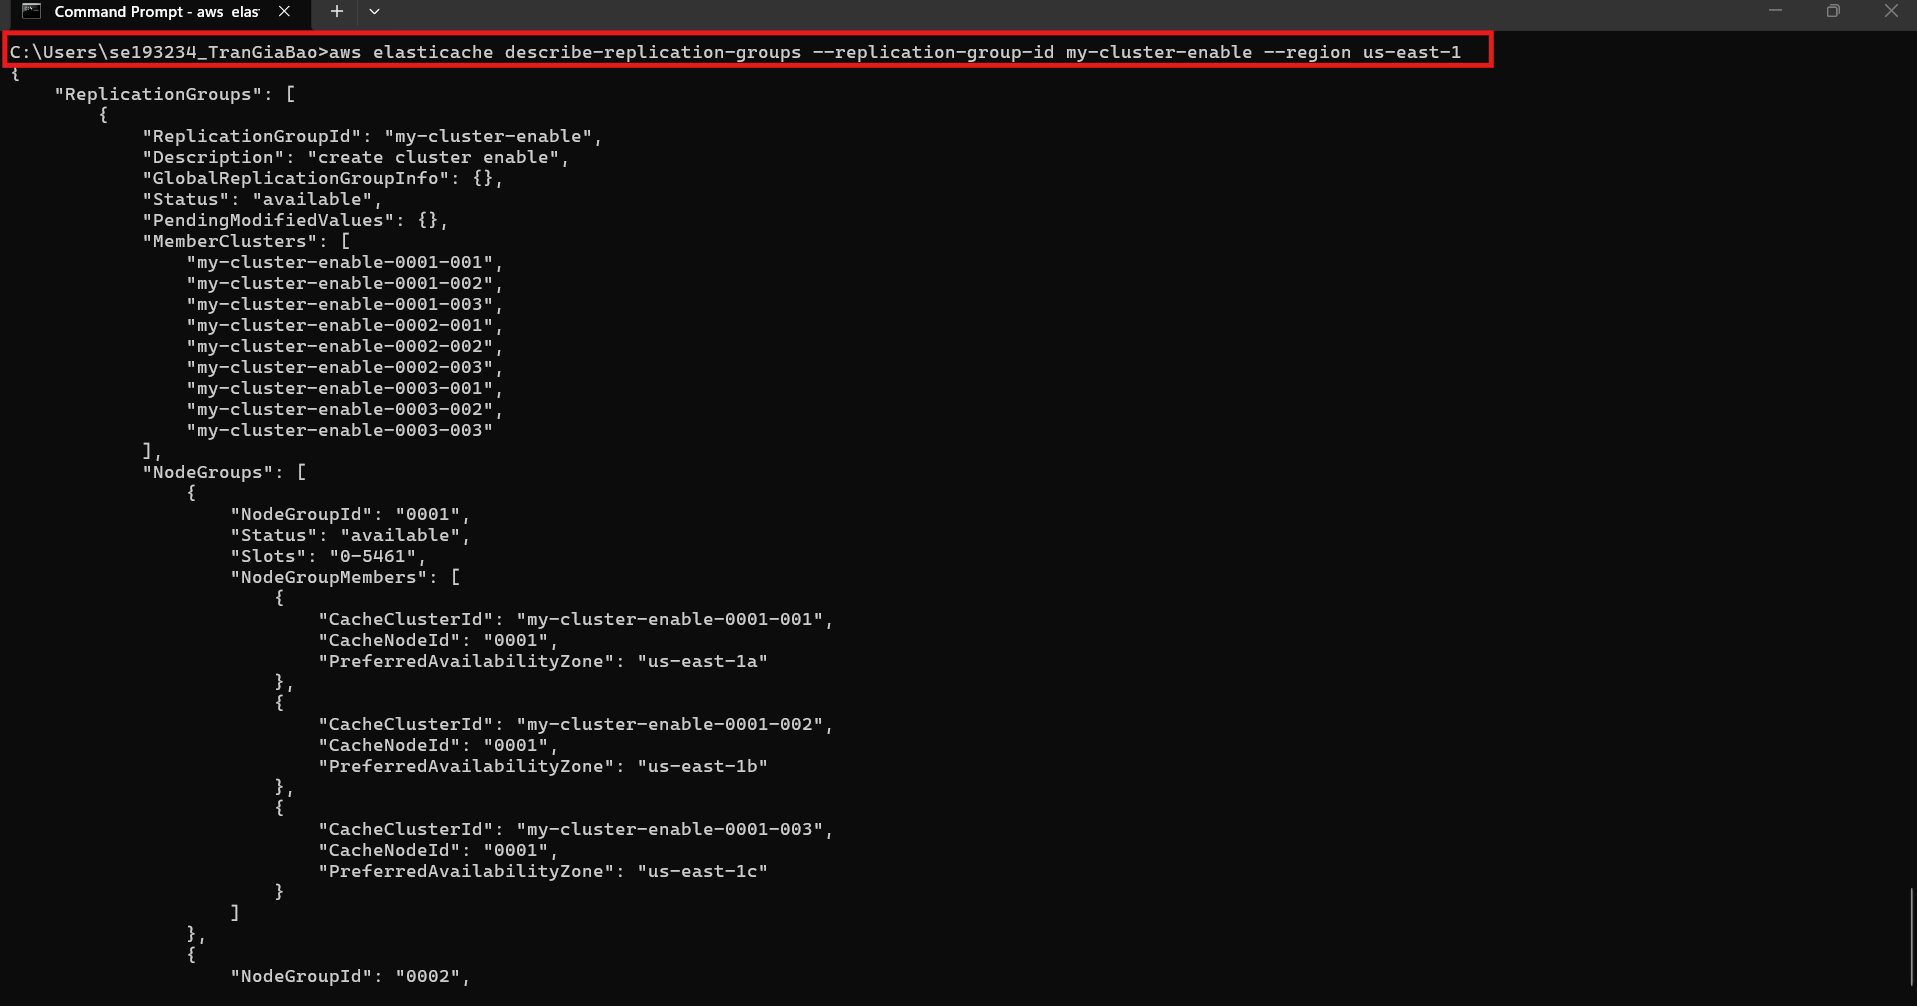 Command Prompt - aws elas
C:\Users\se193234_TranGiaBao>aws elasticache describe-replication-groups --replication-group-id my-cluster-enable --region us-east-1
{
    "ReplicationGroups": [
        {
            "ReplicationGroupId": "my-cluster-enable",
            "Description": "create cluster enable",
            "GlobalReplicationGroupInfo": {},
            "Status": "available",
            "PendingModifiedValues": {},
            "MemberClusters": [
                "my-cluster-enable-0001-001",
                "my-cluster-enable-0001-002",
                "my-cluster-enable-0001-003",
                "my-cluster-enable-0002-001",
                "my-cluster-enable-0002-002",
                "my-cluster-enable-0002-003",
                "my-cluster-enable-0003-001",
                "my-cluster-enable-0003-002",
                "my-cluster-enable-0003-003"
            ],
            "NodeGroups": [
                {
                    "NodeGroupId": "0001",
                    "Status": "available",
                    "Slots": "0-5461",
                    "NodeGroupMembers": [
                        {
                            "CacheClusterId": "my-cluster-enable-0001-001",
                            "CacheNodeId": "0001",
                            "PreferredAvailabilityZone": "us-east-1a"
                        },
                        {
                            "CacheClusterId": "my-cluster-enable-0001-002",
                            "CacheNodeId": "0001",
                            "PreferredAvailabilityZone": "us-east-1b"
                        },
                        {
                            "CacheClusterId": "my-cluster-enable-0001-003",
                            "CacheNodeId": "0001",
                            "PreferredAvailabilityZone": "us-east-1c"
                        }
                    ]
                },
                {
                    "NodeGroupId": "0002",